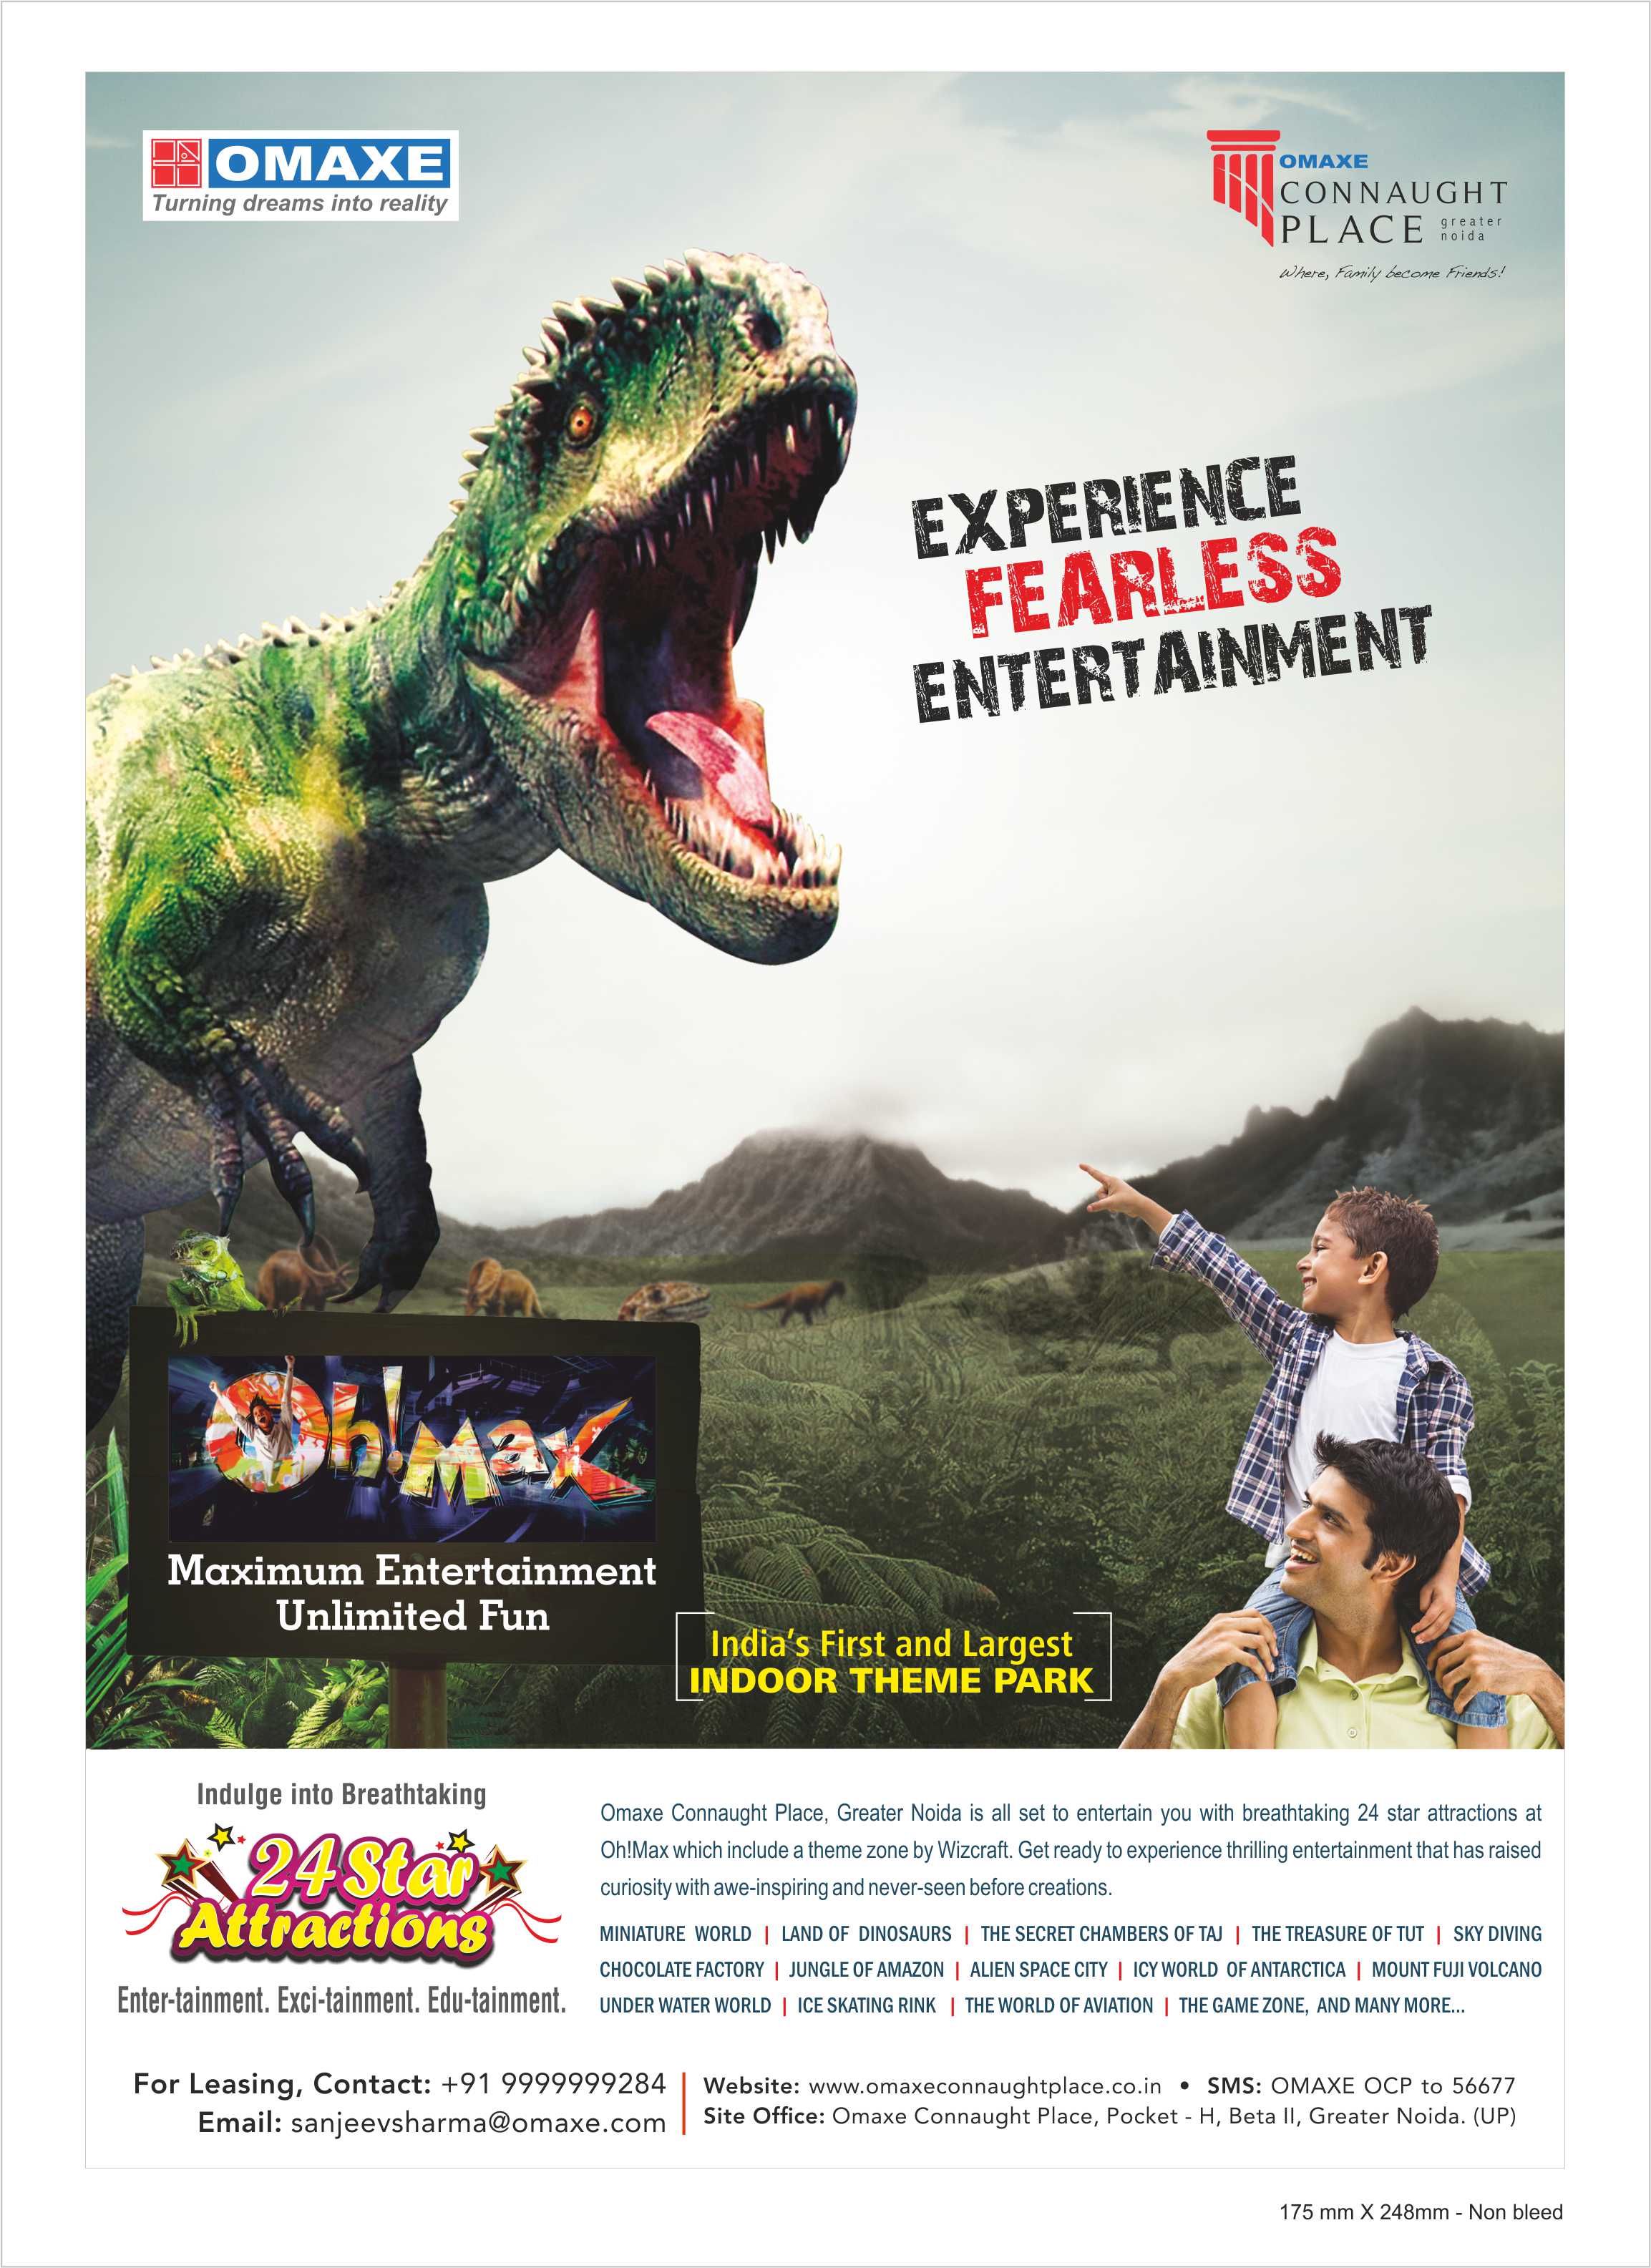 OMAXE
Turning dreams into reality
OMAXE
CONNAUGHT
PLACE greater
noida
Where, Family become Friends!
EXPERIENCE
FEARLESS
ENTERTAINMENT
Oh!Max
Maximum Entertainment
Unlimited Fun
India's First and Largest
INDOOR THEME PARK
Indulge into Breathtaking
24 Star
Attractions
Enter-tainment. Exci-tainment. Edu-tainment.
Omaxe Connaught Place, Greater Noida is all set to entertain you with breathtaking 24 star attractions at
Oh!Max which include a theme zone by Wizcraft. Get ready to experience thrilling entertainment that has raised
curiosity with awe-inspiring and never-seen before creations.
MINIATURE WORLD | LAND OF DINOSAURS | THE SECRET CHAMBERS OF TAJ | THE TREASURE OF TUT | SKY DIVING
CHOCOLATE FACTORY | JUNGLE OF AMAZON | ALIEN SPACE CITY | ICY WORLD OF ANTARCTICA | MOUNT FUJI VOLCANO
UNDER WATER WORLD | ICE SKATING RINK | THE WORLD OF AVIATION | THE GAME ZONE, AND MANY MORE...
For Leasing, Contact: +91 9999999284
Email: sanjeevsharma@omaxe.com
Website: www.omaxeconnaughtplace.co.in • SMS: OMAXE OCP to 56677
Site Office: Omaxe Connaught Place, Pocket - H, Beta II, Greater Noida. (UP)
175 mm X 248mm - Non bleed